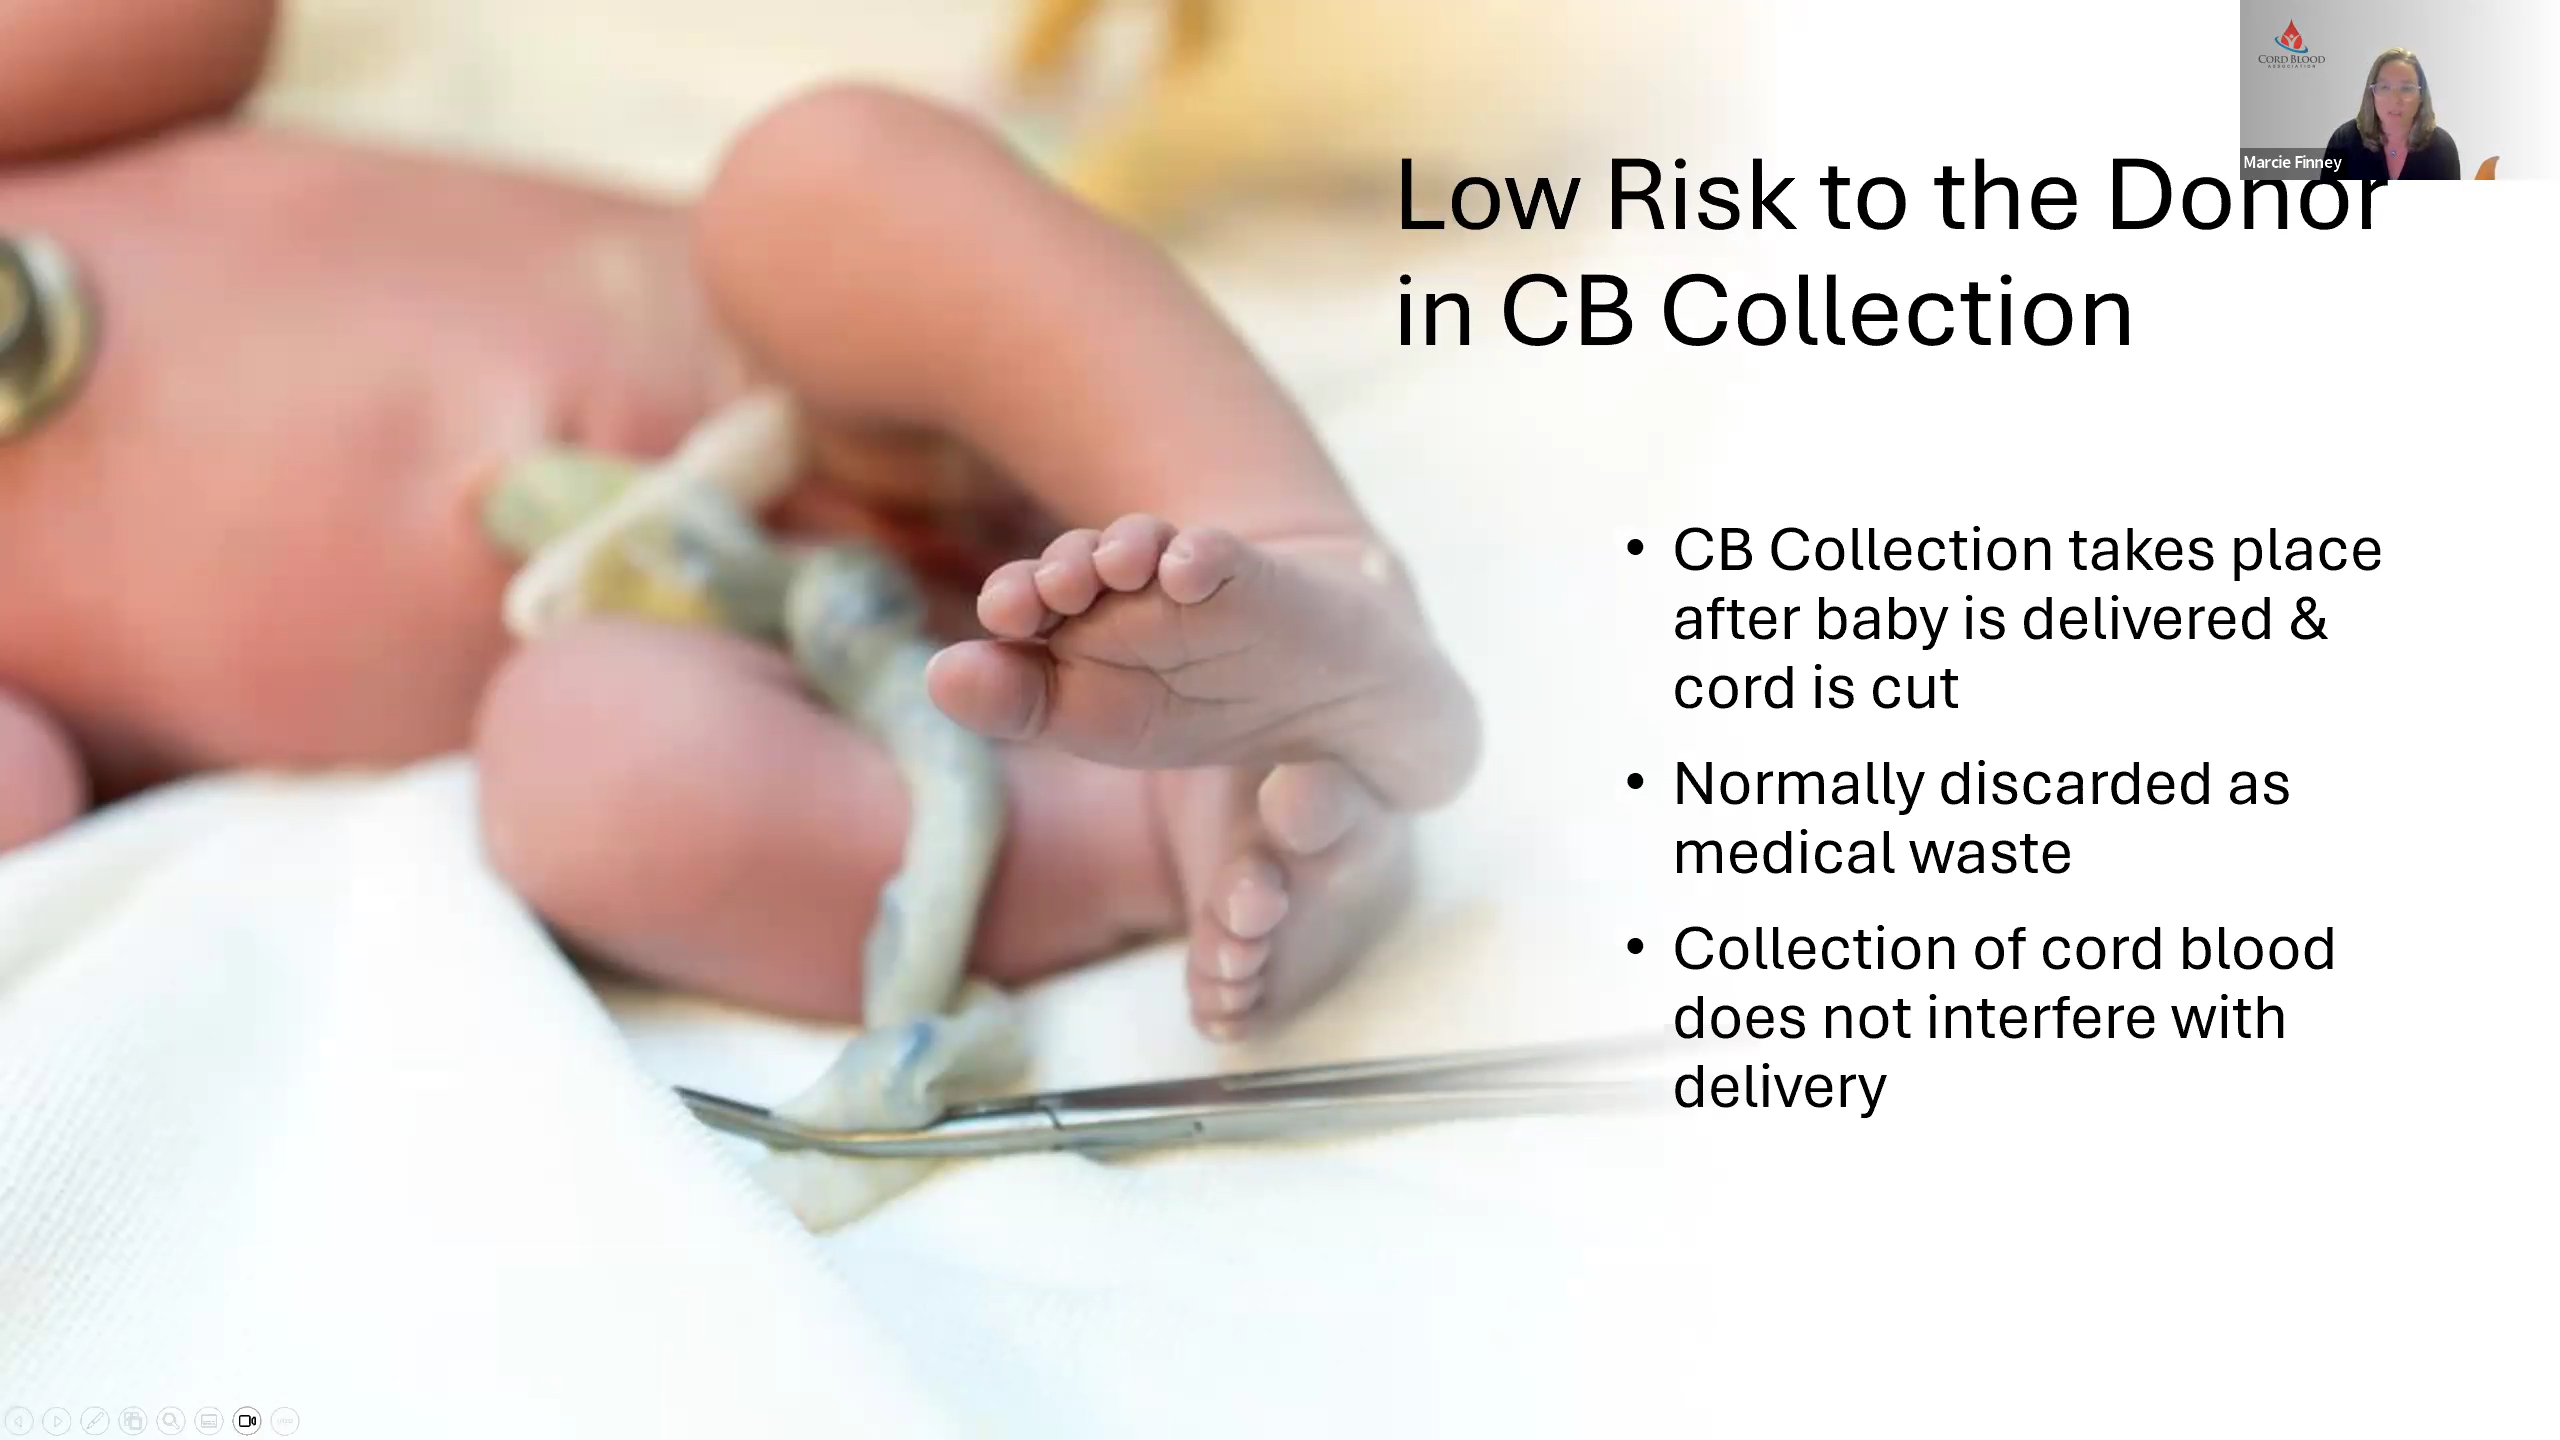 CORD BLOOD
ASSOCIATION
Marcie Finney
Low Risk to the Donor
in CB Collection
• CB Collection takes place
after baby is delivered &
cord is cut
• Normally discarded as
medical waste
• Collection of cord blood
does not interfere with
delivery